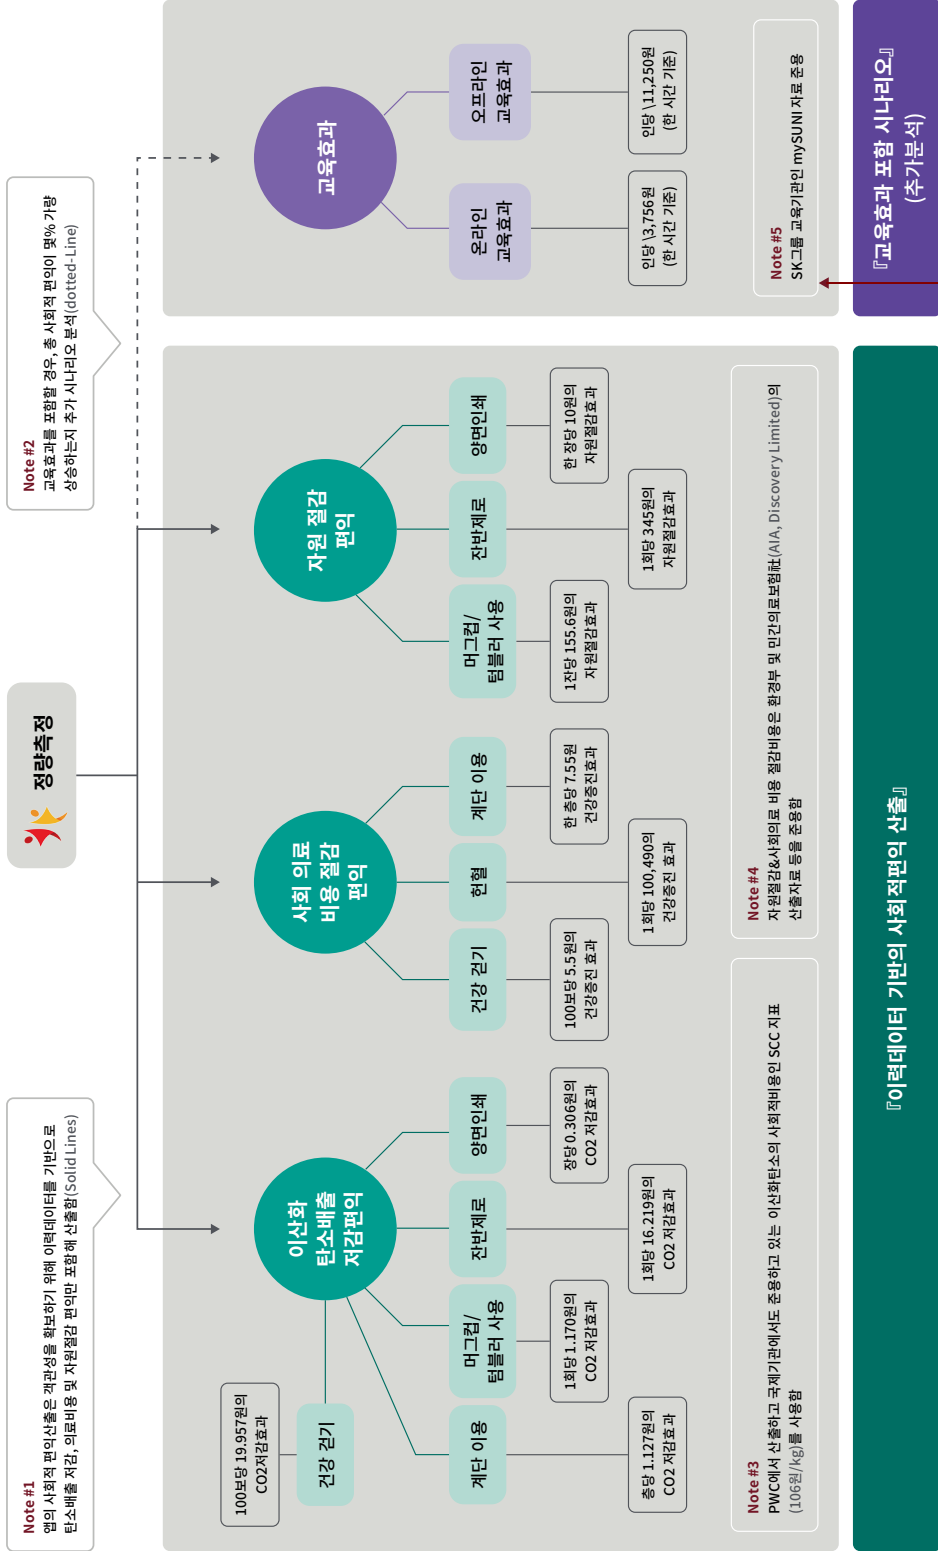 정량측정
Note #1
앱의 사회적 편익산출은 객관성을 확보하기 위해 이력데이터를 기반으로
탄소배출 저감, 의료비용 및 자원절감 편익만 포함해 산출함(Solid Lines)
Note #2
교육효과를 포함할 경우, 총 사회적 편익이 몇% 가량
상승하는지 추가 시나리오 분석(dotted-Line)
이산화
탄소배출
저감편익
건강 걷기
100보당 19.957원의
CO2저감효과
계단 이용
층당 1.127원의
CO2 저감효과
머그컵/
텀블러 사용
1회당 1.170원의
CO2 저감효과
잔반제로
1회당 16.219원의
CO2 저감효과
양면인쇄
장당 0.306원의
CO2 저감효과
사회 의료
비용 절감
편익
건강 걷기
100보당 5.5원의
건강증진 효과
헌혈
1회당 100,490의
건강증진 효과
계단 이용
한 층당 7.55원
건강증진효과
자원 절감
편익
머그컵/
텀블러 사용
1잔당 155.6원의
자원절감효과
잔반제로
1회당 345원의
자원절감효과
양면인쇄
한 장당 10원의
자원절감효과
교육효과
온라인
교육효과
인당 \3,756원
(한 시간 기준)
오프라인
교육효과
인당 \11,250원
(한 시간 기준)
Note #3
PWC에서 산출하고 국제기관에서도 준용하고 있는 이산화탄소의 사회적비용인 SCC 지표
(106원/kg)를 사용함
Note #4
자원절감&사회의료 비용 절감비용은 환경부 및 민간의료보험社(AIA, Discovery Limited)의
산출자료 등을 준용함
Note #5
SK그룹 교육기관인 mySUNI 자료 준용
『이력데이터 기반의 사회적편익 산출』
『교육효과 포함 시나리오』
(추가분석)